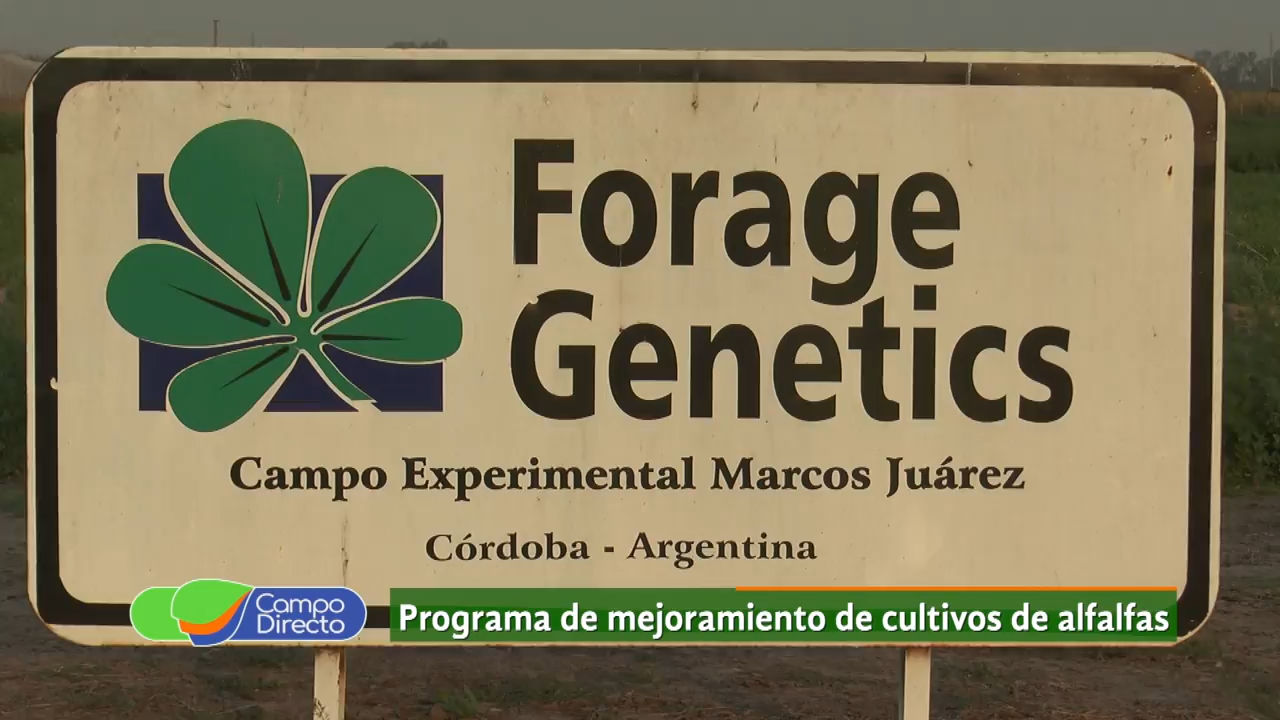 Forage
Genetics
Campo Experimental Marcos Juárez
Córdoba - Argentina
Campo
Directo
Programa de mejoramiento de cultivos de alfalfas